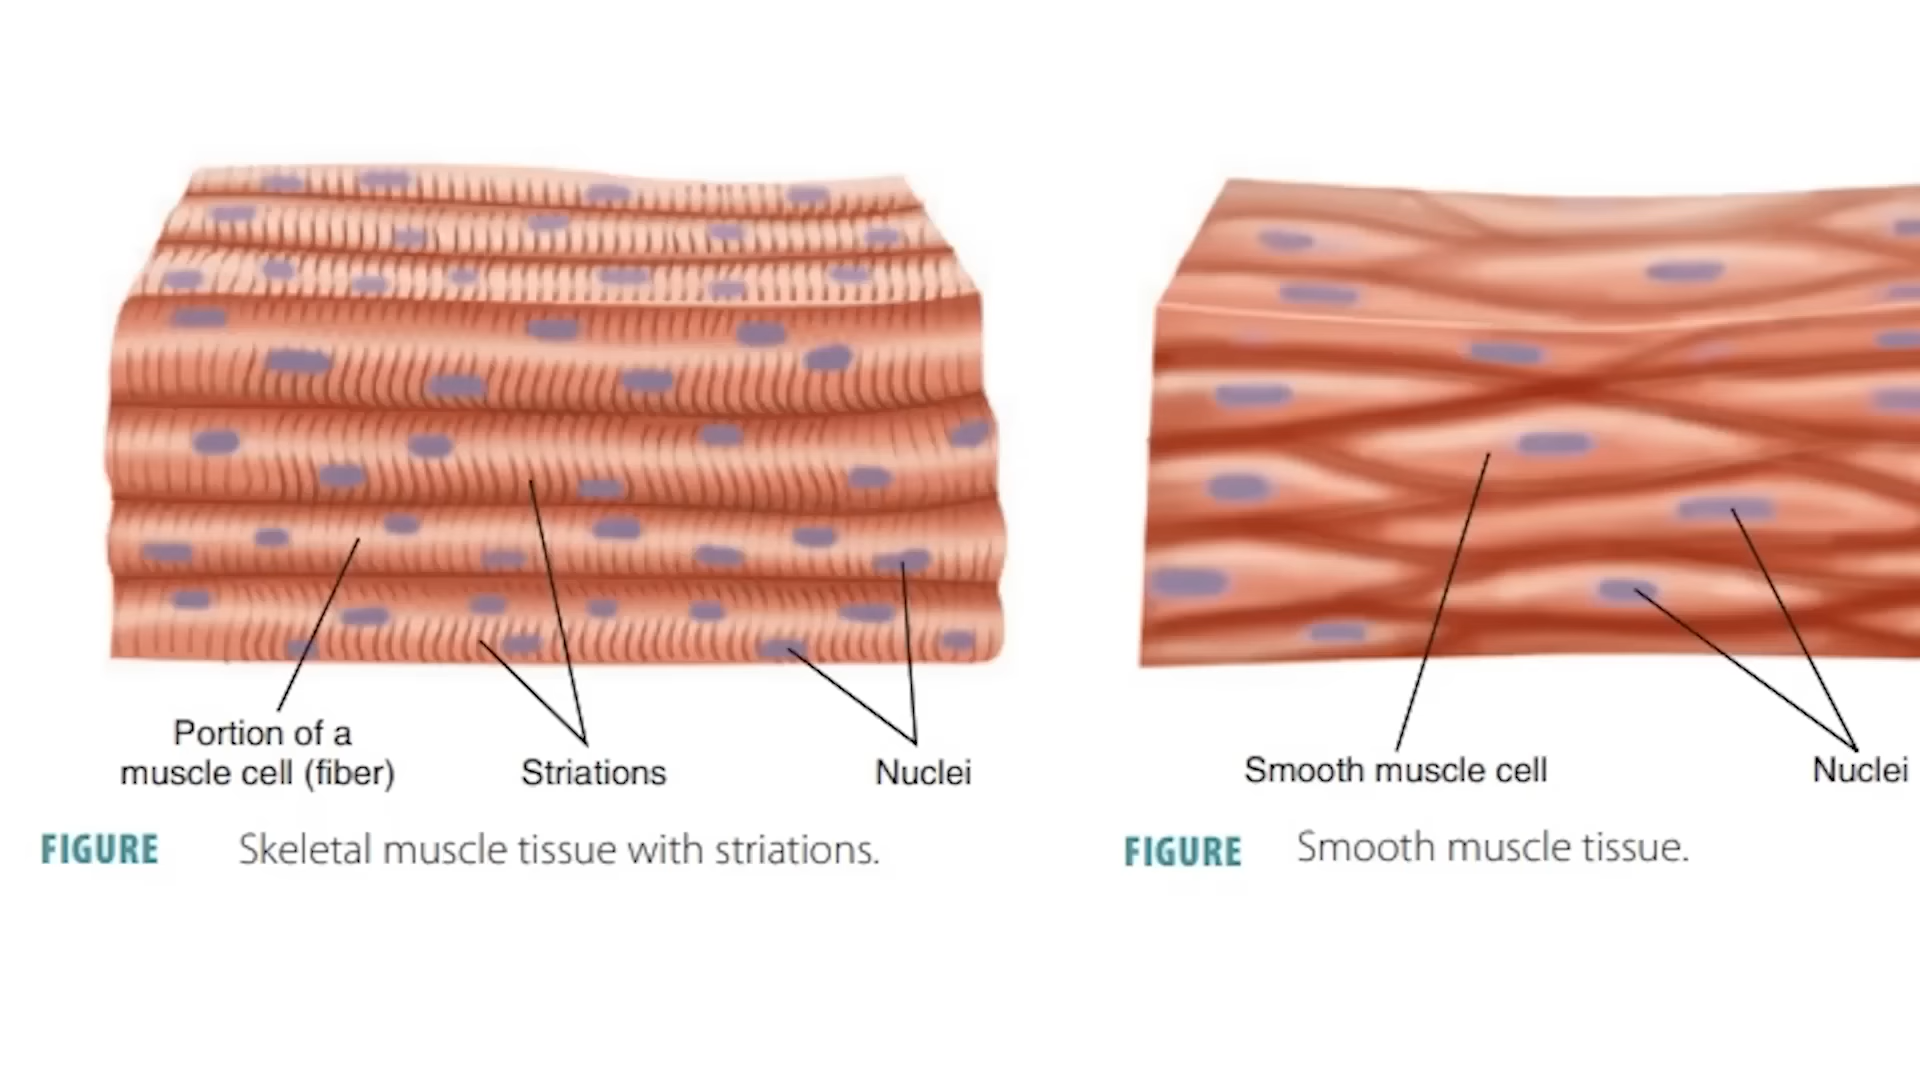 Portion of a
muscle cell (fiber)
Striations
Nuclei
FIGURE Skeletal muscle tissue with striations.
Smooth muscle cell
Nuclei
FIGURE Smooth muscle tissue.